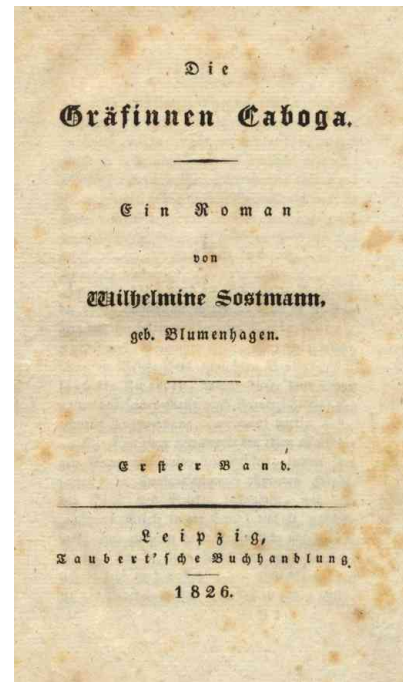 Die
Gräfinnen Caboga.
Ein Roman
von
Wilhelmine Sostmann,
geb. Blumenhagen.
Erster Band.
Leipzig,
Taubert'sche Buchhandlung.
1826.